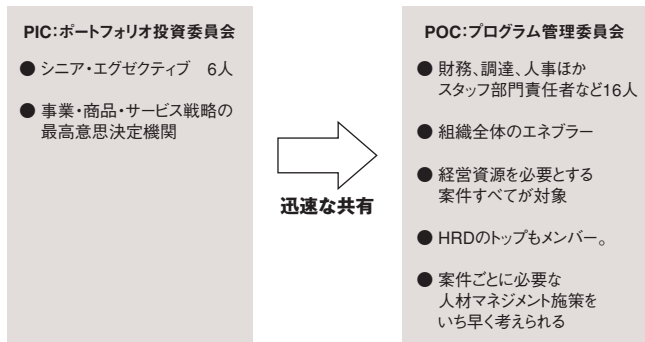 PIC:ポートフォリオ投資委員会
● シニア・エグゼクティブ　6人
● 事業・商品・サービス戦略の
最高意思決定機関
迅速な共有
POC:プログラム管理委員会
● 財務、調達、人事ほか
スタッフ部門責任者など16人
● 組織全体のエネブラー
● 経営資源を必要とする
案件すべてが対象
● HRDのトップもメンバー。
● 案件ごとに必要な
人材マネジメント施策を
いち早く考えられる